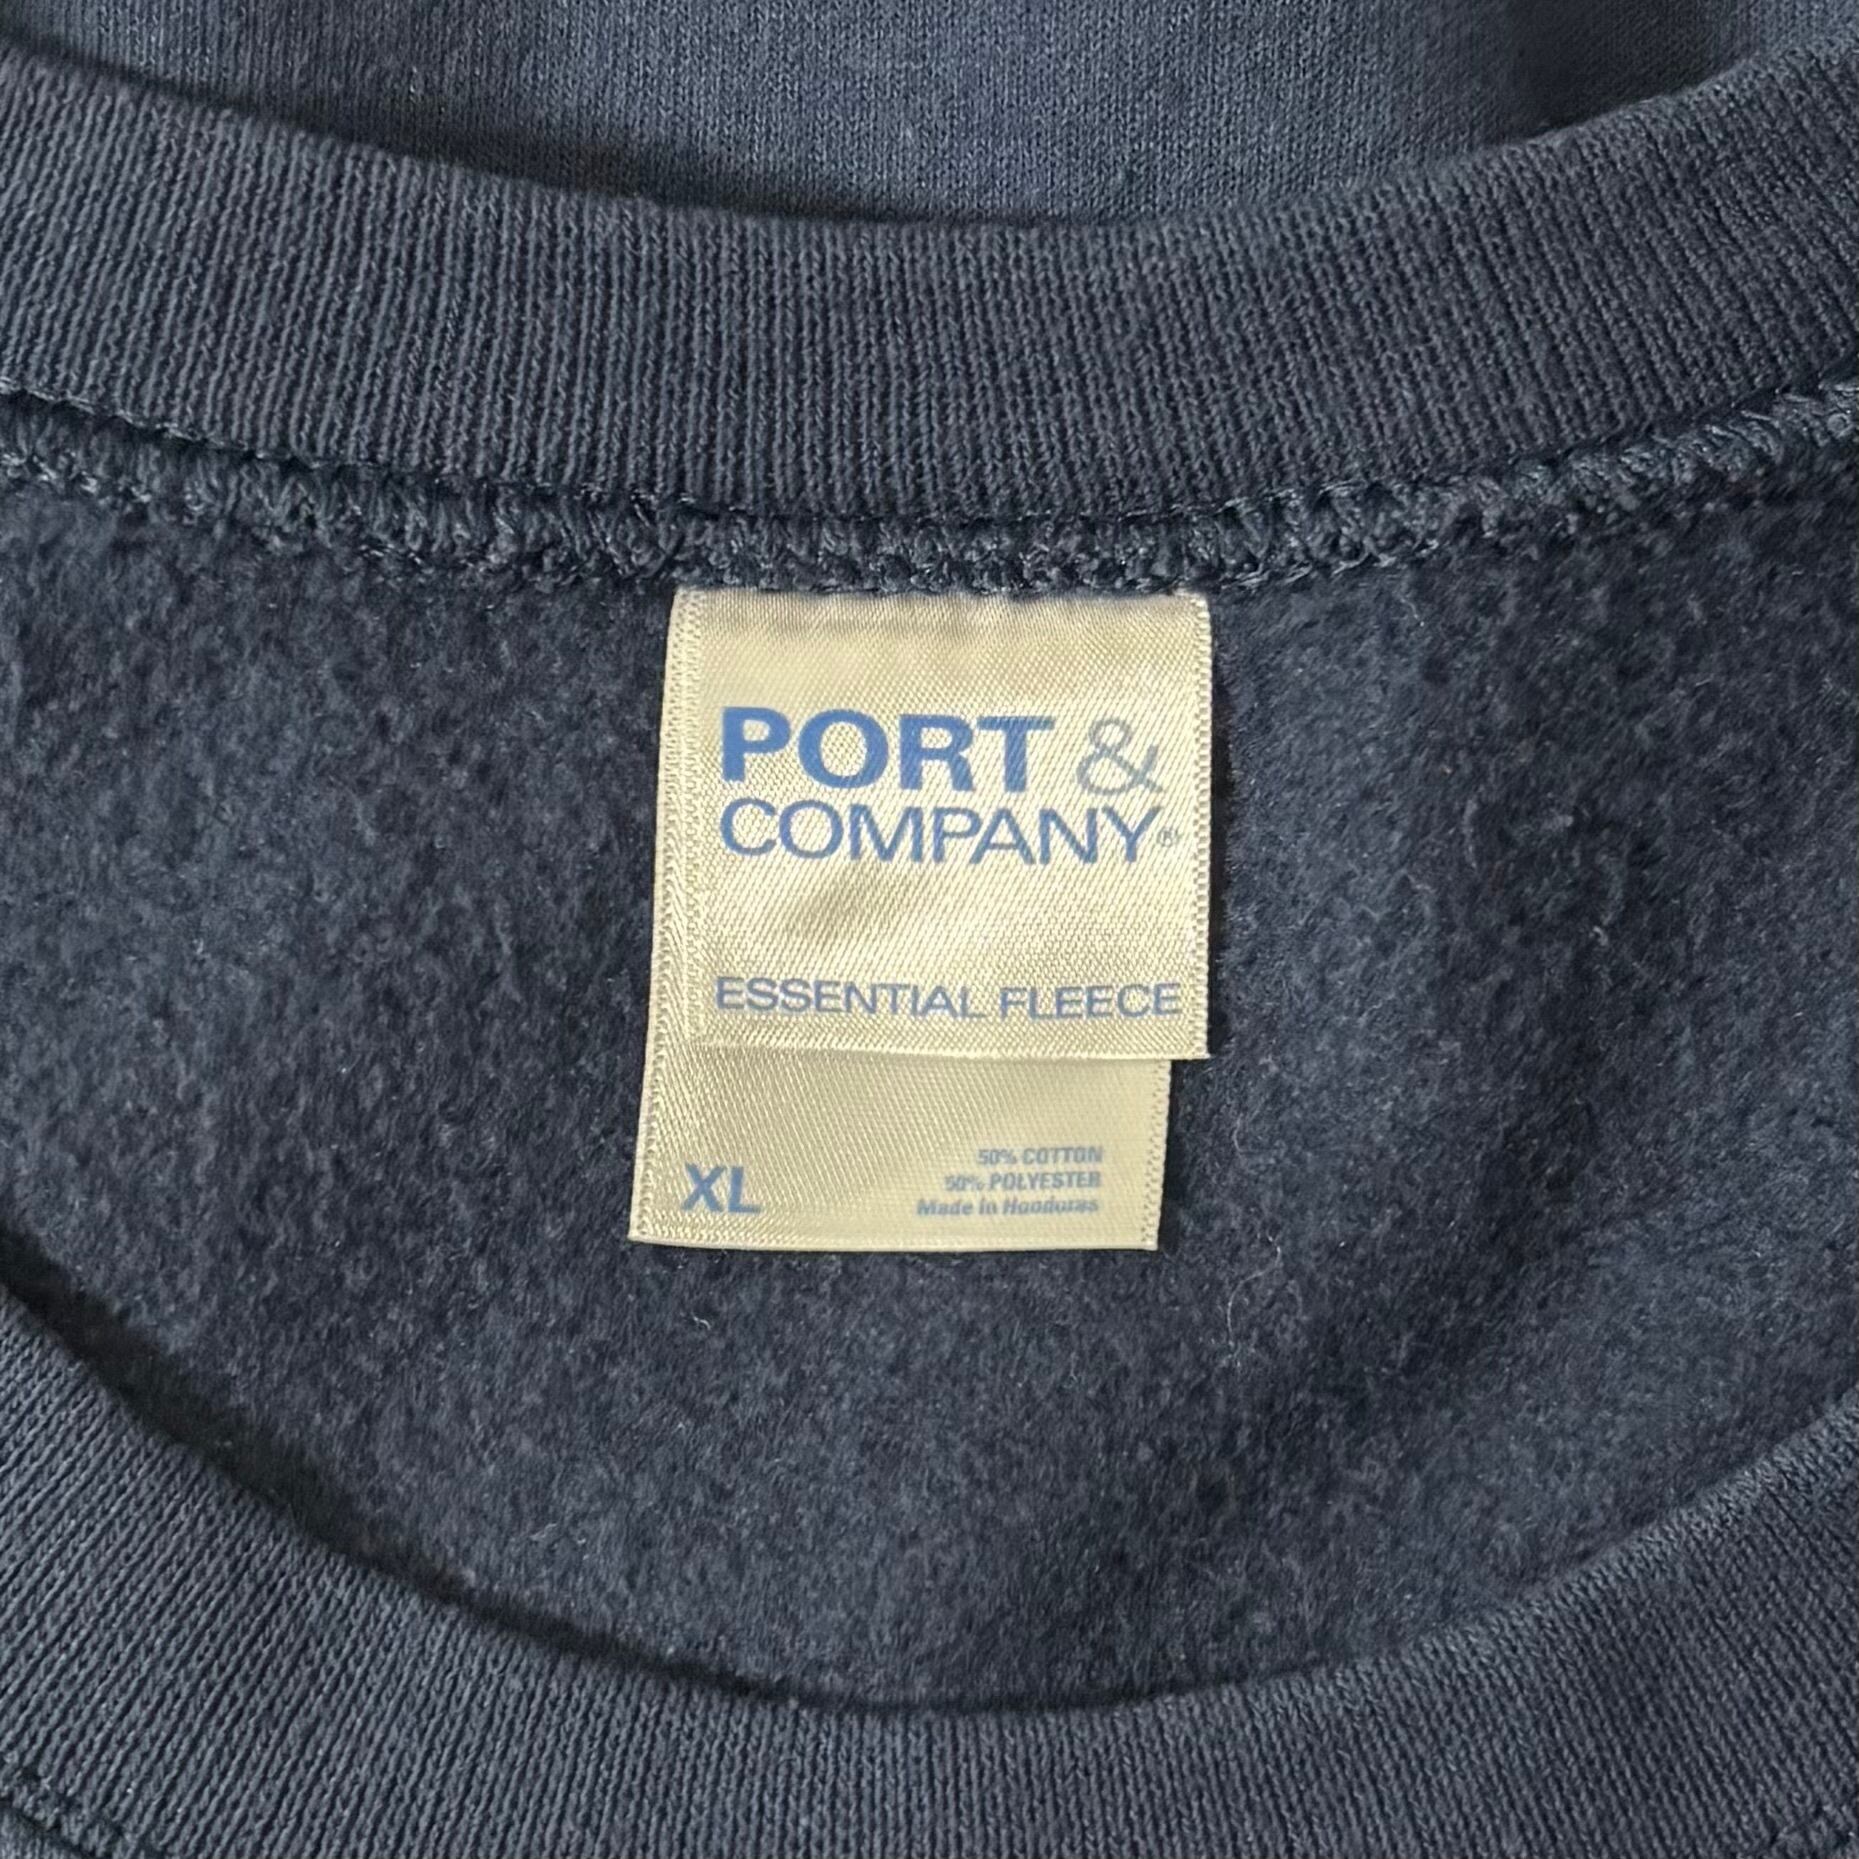 PORT &
COMPANY®
ESSENTIAL FLEECE
XL
50% COTTON
50% POLYESTER
Made in Honduras